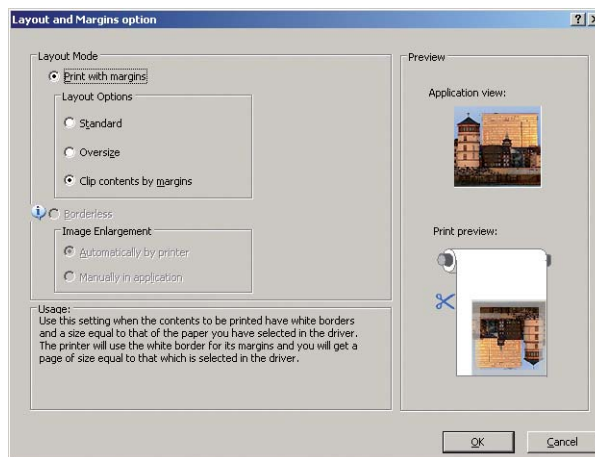 Layout and Margins option
Layout Mode
Print with margins
Layout Options
Standard
Oversize
Clip contents by margins
Borderless
Image Enlargement
Automatically by printer
Manually in application
Usage:
Use this setting when the contents to be printed have white borders
and a size equal to that of the paper you have selected in the driver.
The printer will use the white border for its margins and you will get a
page of size equal to that which is selected in the driver.
Preview
Application view:
Print preview:
OK
Cancel